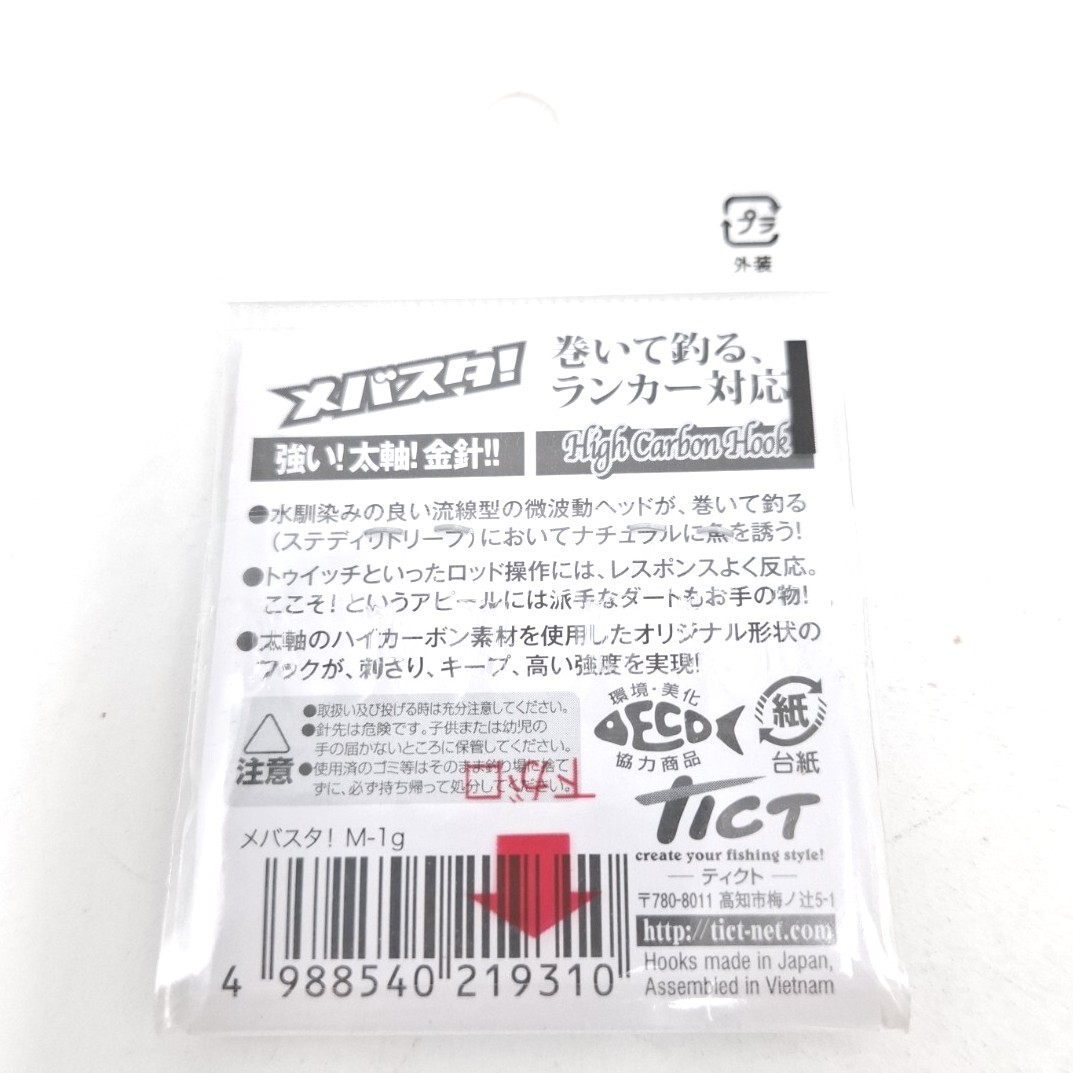 プラ
外装
メバスタ!
巻いて釣る、
ランカー対応
強い!太軸!金針!!
High Carbon Hook
●水馴染みの良い流線型の微波動ヘッドが、巻いて釣る
(ステディリトリーブ)においてナチュラルに魚を誘う!
●トゥイッチといったロッド操作には、レスポンスよく反応。
ここぞ!というアピールには派手なダートもお手の物!
●太軸のハイカーボン素材を使用したオリジナル形状の
フックが、刺さり、キープ、高い強度を実現!
注意
●取扱い及び投げる時は充分注意してください。
●針先は危険です。子供または幼児の
手の届かないところに保管してください。
●使用済のゴミ等はそのまま釣り場に捨て
ずに、必ず持ち帰って処分してください。
環境・美化
ECO
協力商品
紙
台紙
TICT
create your fishing style!
ティクト
〒780-8011 高知市梅ノ辻5-1
http://tict-net.com
Hooks made in Japan,
Assembled in Vietnam
メバスタ! M-1g
4 988540 219310